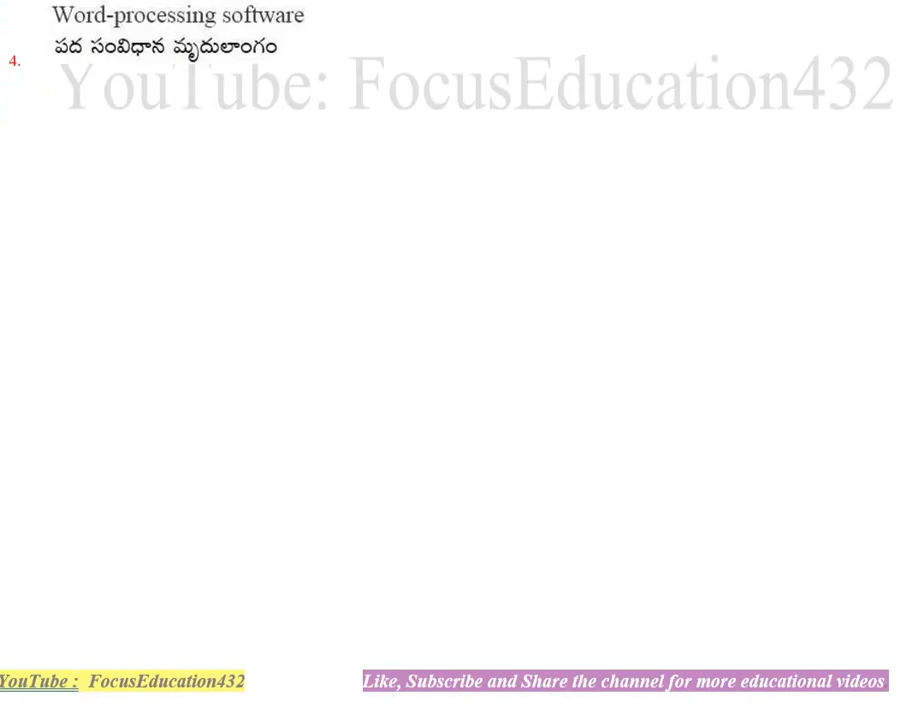 Word-processing software
పద సంవిధాన మృదులాంగం
4.
YouTube: FocusEducation432
YouTube : FocusEducation432
Like, Subscribe and Share the channel for more educational videos